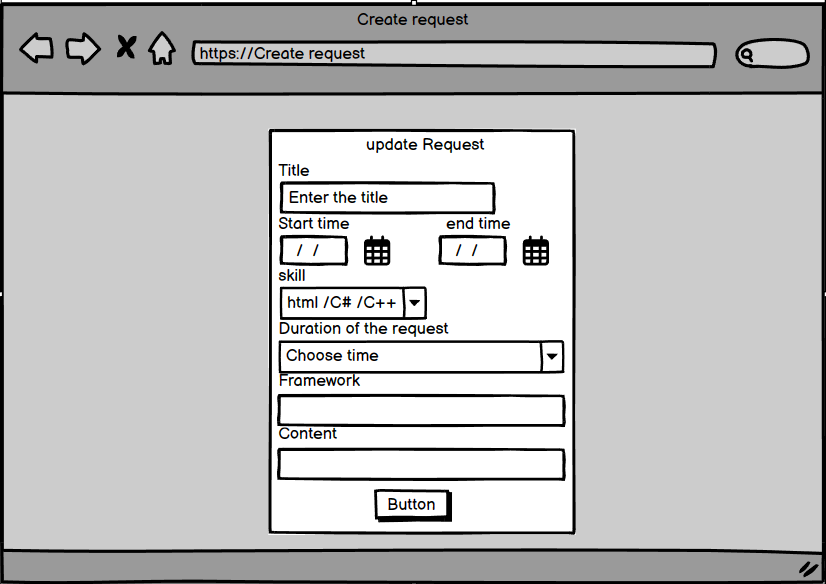 Create request
https://Create request
update Request
Title
Enter the title
Start time end time
/ / / /
skill
html /C# /C++
Duration of the request
Choose time
Framework
Content
Button